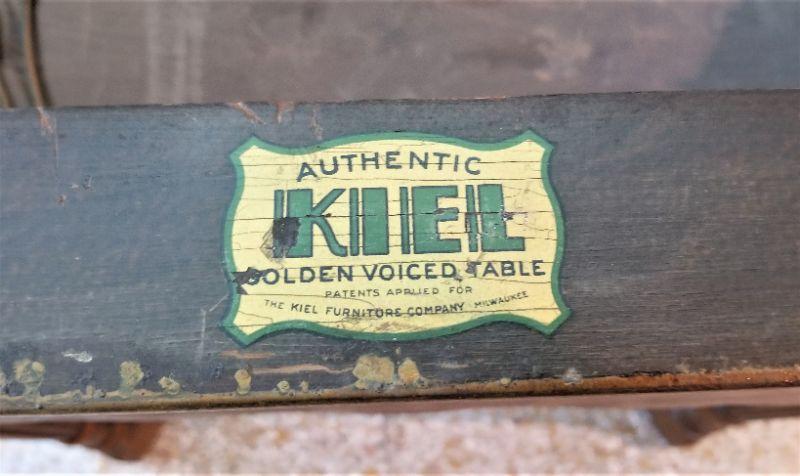 AUTHENTIC
KIEL
GOLDEN VOICED TABLE
PATENTS APPLIED FOR
THE KIEL FURNITURE COMPANY · MILWAUKEE